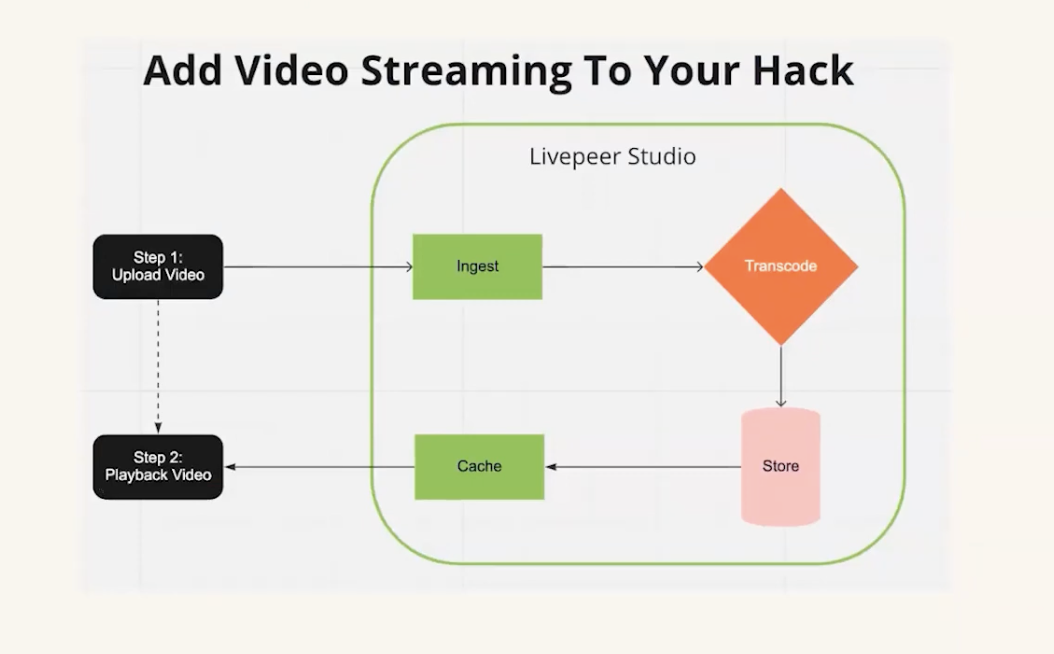 Add Video Streaming To Your Hack
Livepeer Studio
Step 1:
Upload Video
Ingest
Transcode
Step 2:
Playback Video
Cache
Store